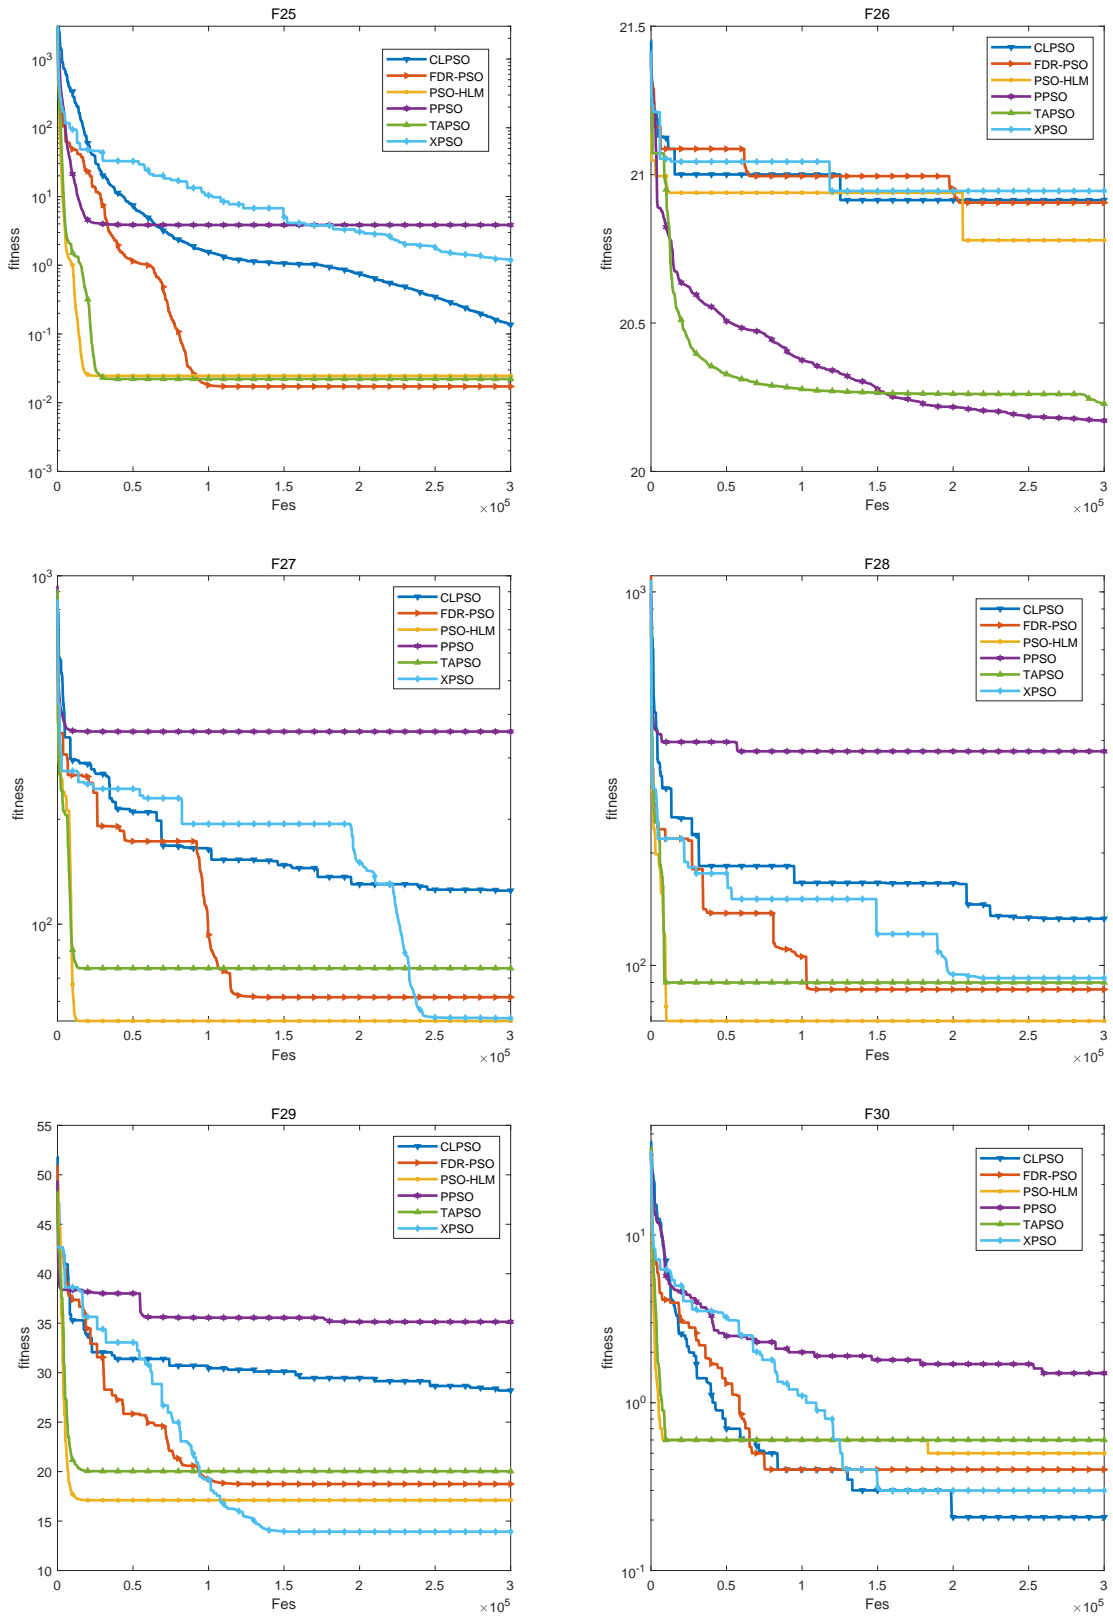 F25
10^3
10^2
10^1
10^0
10^-1
10^-2
10^-3
fitness
0 0.5 1 1.5 2 2.5 3
Fes
×10^5
CLPSO
FDR-PSO
PSO-HLM
PPSO
TAPSO
XPSO
F26
21.5
21
20.5
20
fitness
0 0.5 1 1.5 2 2.5 3
Fes
×10^5
CLPSO
FDR-PSO
PSO-HLM
PPSO
TAPSO
XPSO
F27
10^3
10^2
fitness
0 0.5 1 1.5 2 2.5 3
Fes
×10^5
CLPSO
FDR-PSO
PSO-HLM
PPSO
TAPSO
XPSO
F28
10^3
10^2
fitness
0 0.5 1 1.5 2 2.5 3
Fes
×10^5
CLPSO
FDR-PSO
PSO-HLM
PPSO
TAPSO
XPSO
F29
55
50
45
40
35
30
25
20
15
10
fitness
0 0.5 1 1.5 2 2.5 3
Fes
×10^5
CLPSO
FDR-PSO
PSO-HLM
PPSO
TAPSO
XPSO
F30
10^1
10^0
10^-1
fitness
0 0.5 1 1.5 2 2.5 3
Fes
×10^5
CLPSO
FDR-PSO
PSO-HLM
PPSO
TAPSO
XPSO